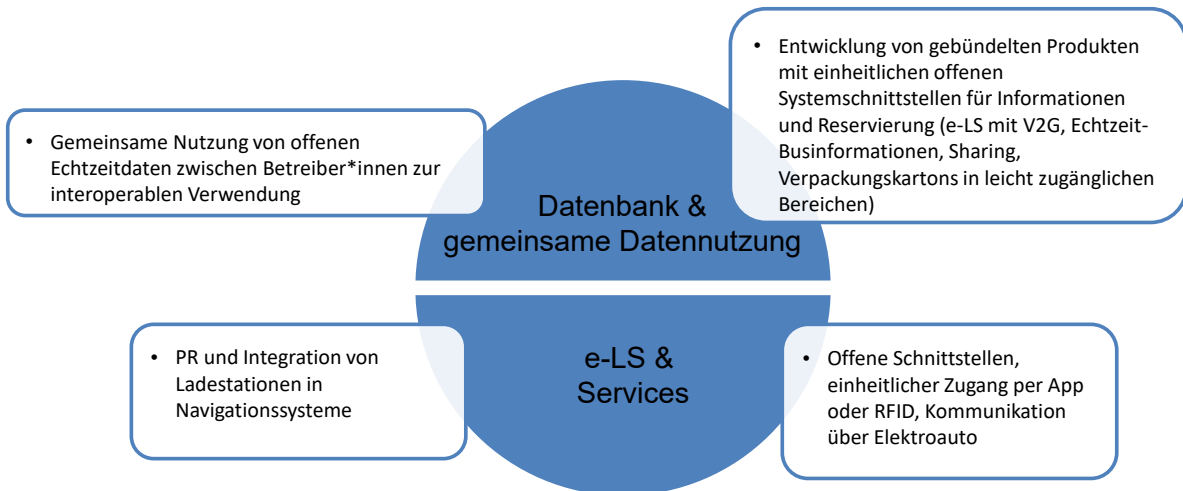 • Entwicklung von gebündelten Produkten
mit einheitlichen offenen
Systemschnittstellen für Informationen
und Reservierung (e-LS mit V2G, Echtzeit-
Businformationen, Sharing,
Verpackungskartons in leicht zugänglichen
Bereichen)
• Gemeinsame Nutzung von offenen
Echtzeitdaten zwischen Betreiber*innen zur
interoperablen Verwendung
Datenbank &
gemeinsame Datennutzung
• PR und Integration von
Ladestationen in
Navigationssysteme
e-LS &
Services
• Offene Schnittstellen,
einheitlicher Zugang per App
oder RFID, Kommunikation
über Elektroauto